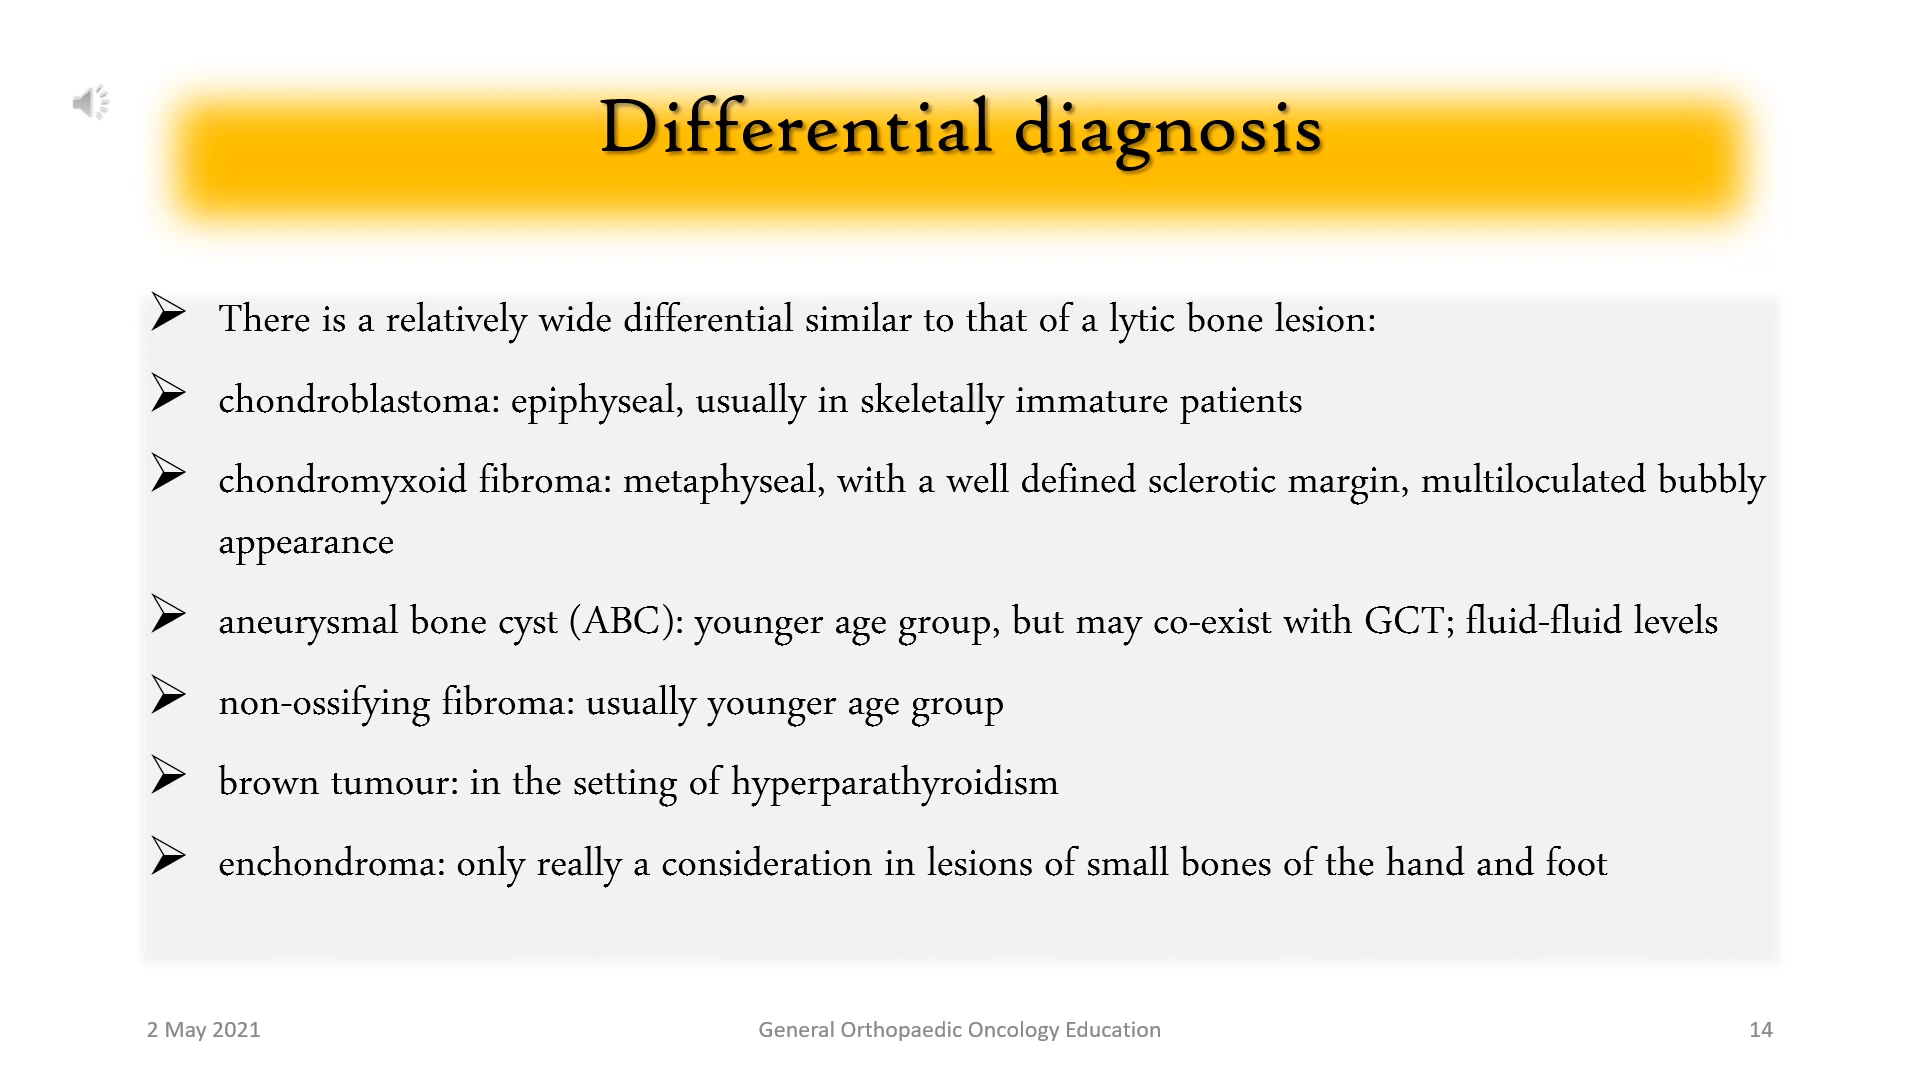 Differential diagnosis
There is a relatively wide differential similar to that of a lytic bone lesion:
chondroblastoma: epiphyseal, usually in skeletally immature patients
chondromyxoid fibroma: metaphyseal, with a well defined sclerotic margin, multiloculated bubbly
appearance
aneurysmal bone cyst (ABC): younger age group, but may co-exist with GCT; fluid-fluid levels
non-ossifying fibroma: usually younger age group
brown tumour: in the setting of hyperparathyroidism
enchondroma: only really a consideration in lesions of small bones of the hand and foot
2 May 2021
General Orthopaedic Oncology Education
14